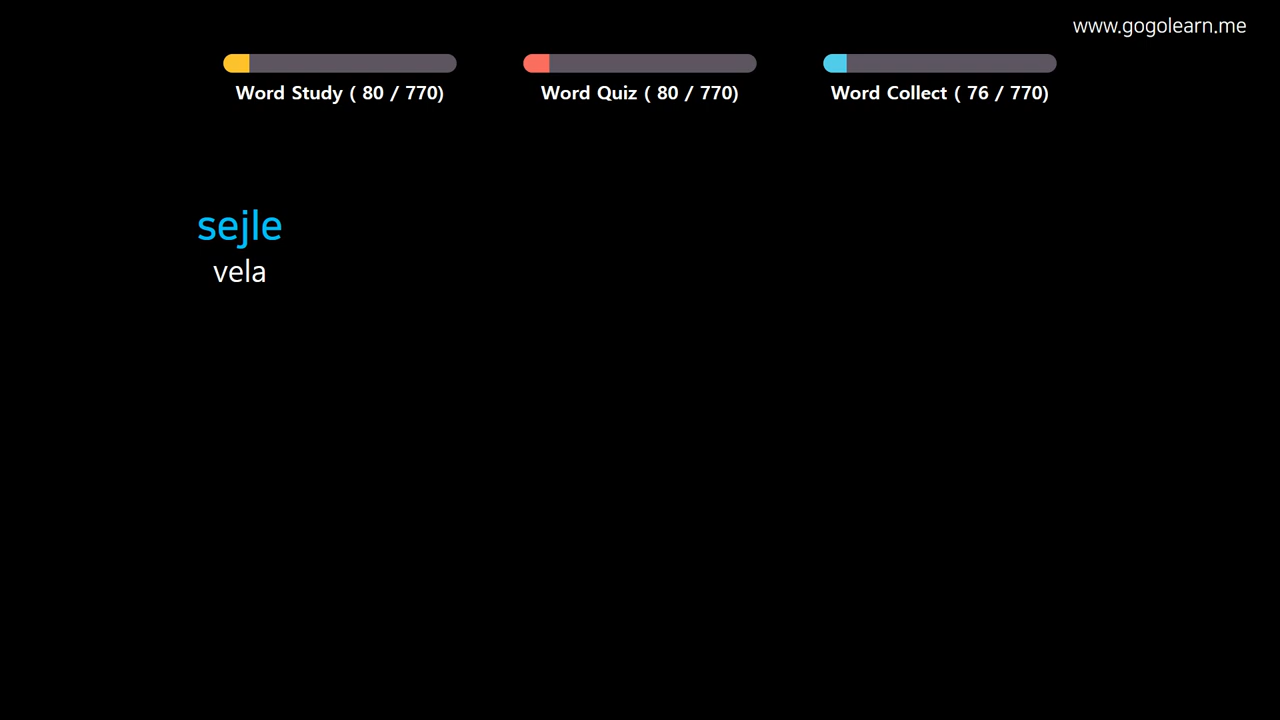 www.gogolearn.me
Word Study ( 80 / 770)
Word Quiz ( 80 / 770)
Word Collect ( 76 / 770)
sejle
vela